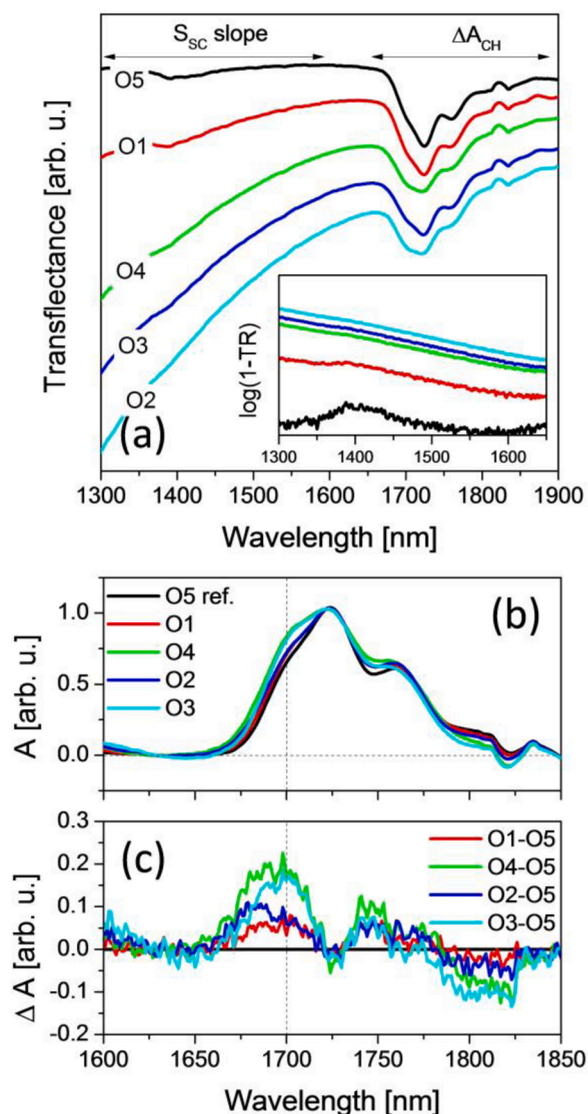 S_SC slope
ΔA_CH
O5
O1
O4
O3
O2
Transflectance [arb. u.]
(a)
log(1-TR)
1300 1400 1500 1600
1300 1400 1500 1600 1700 1800 1900
Wavelength [nm]
O5 ref.
O1
O4
O2
O3
(b)
1.0
0.5
0.0
A [arb. u.]
(c)
O1-O5
O4-O5
O2-O5
O3-O5
0.3
0.2
0.1
0.0
-0.1
-0.2
Δ A [arb. u.]
1600 1650 1700 1750 1800 1850
Wavelength [nm]